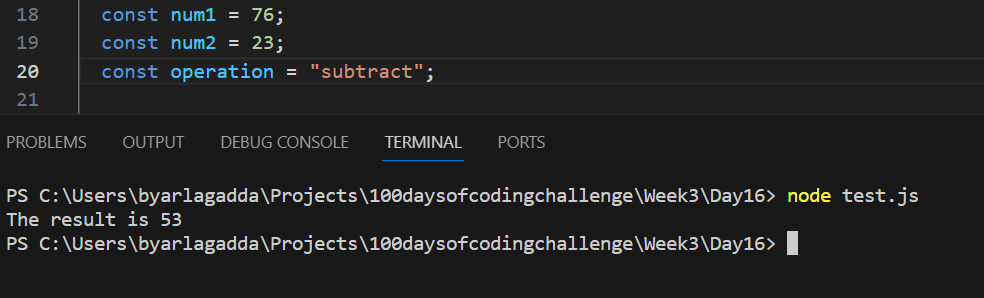 18 const num1 = 76;
19 const num2 = 23;
20 const operation = "subtract";
21
PROBLEMS OUTPUT DEBUG CONSOLE TERMINAL PORTS
PS C:\Users\byarlagadda\Projects\100daysofcodingchallenge\Week3\Day16> node test.js
The result is 53
PS C:\Users\byarlagadda\Projects\100daysofcodingchallenge\Week3\Day16>